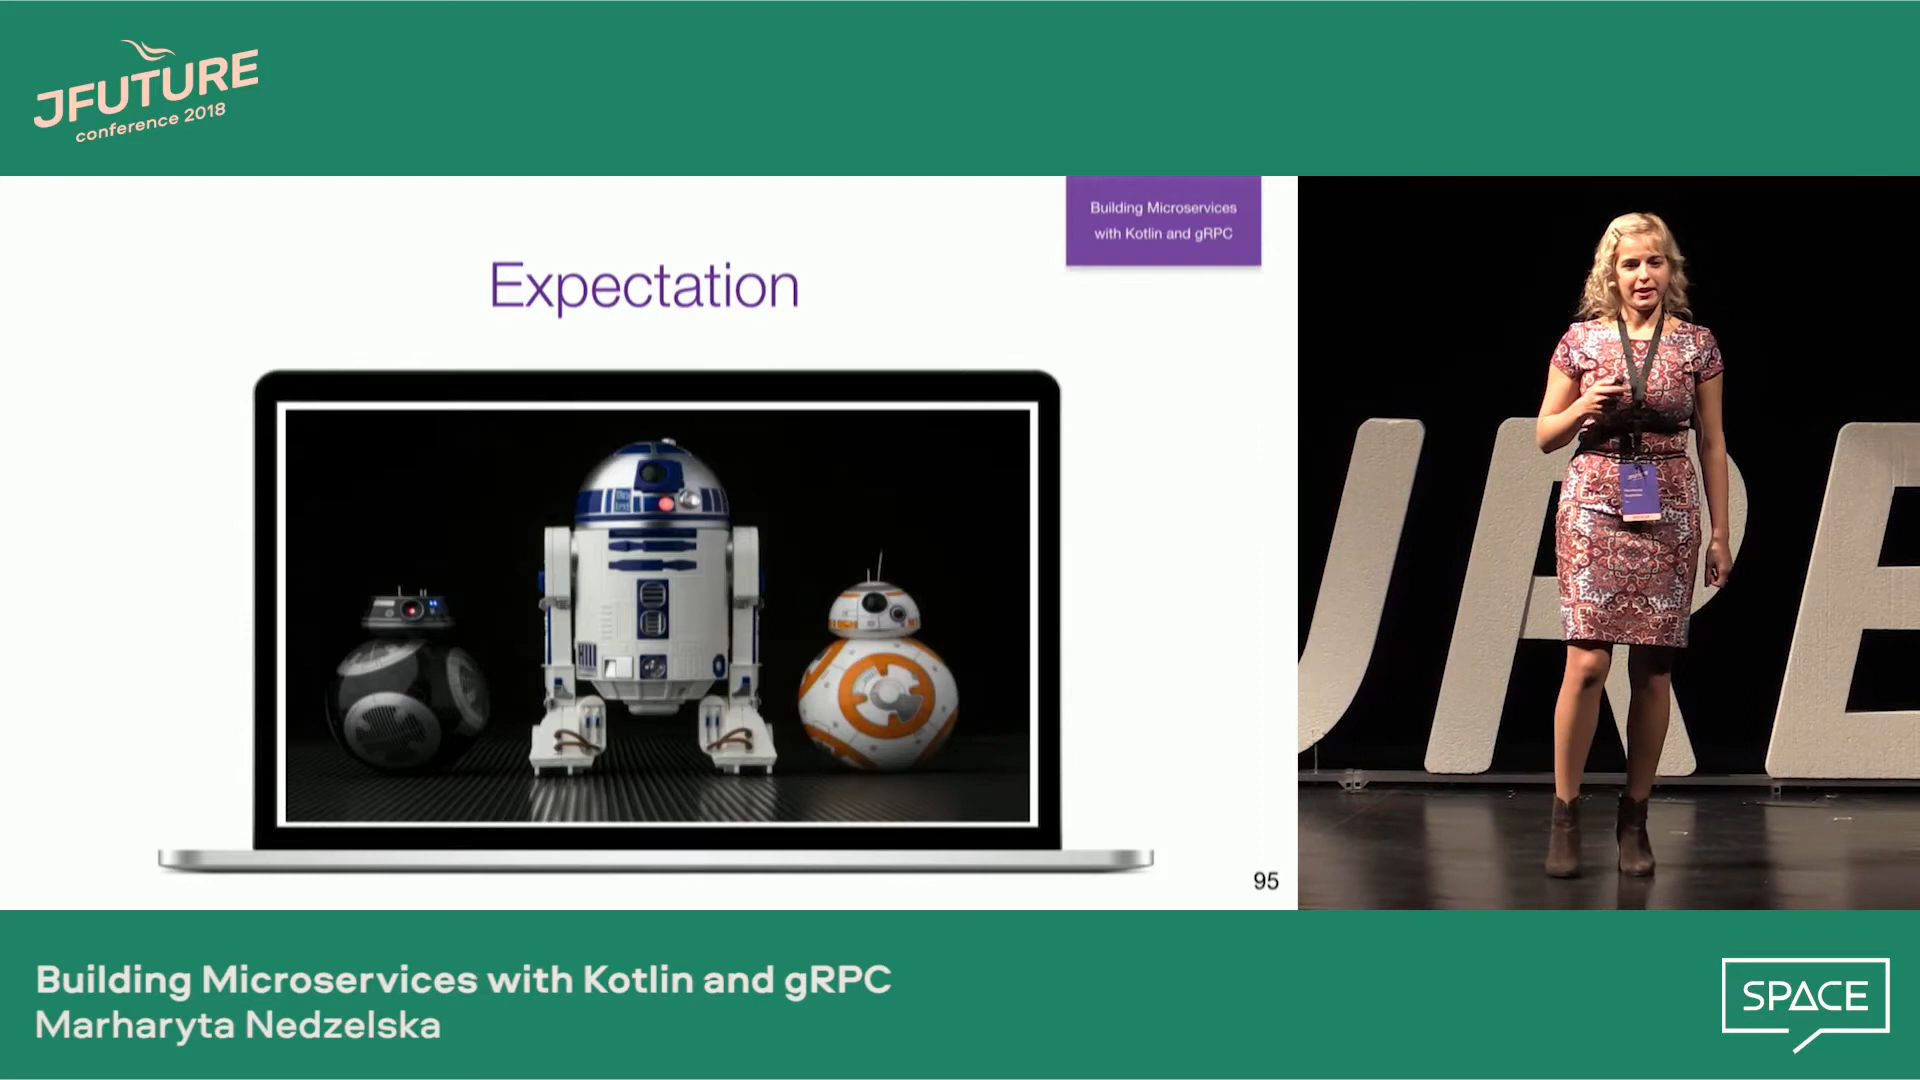 JFUTURE
conference 2018
Building Microservices
with Kotlin and gRPC
Expectation
95
URE
Building Microservices with Kotlin and gRPC
Marharyta Nedzelska
SPACE